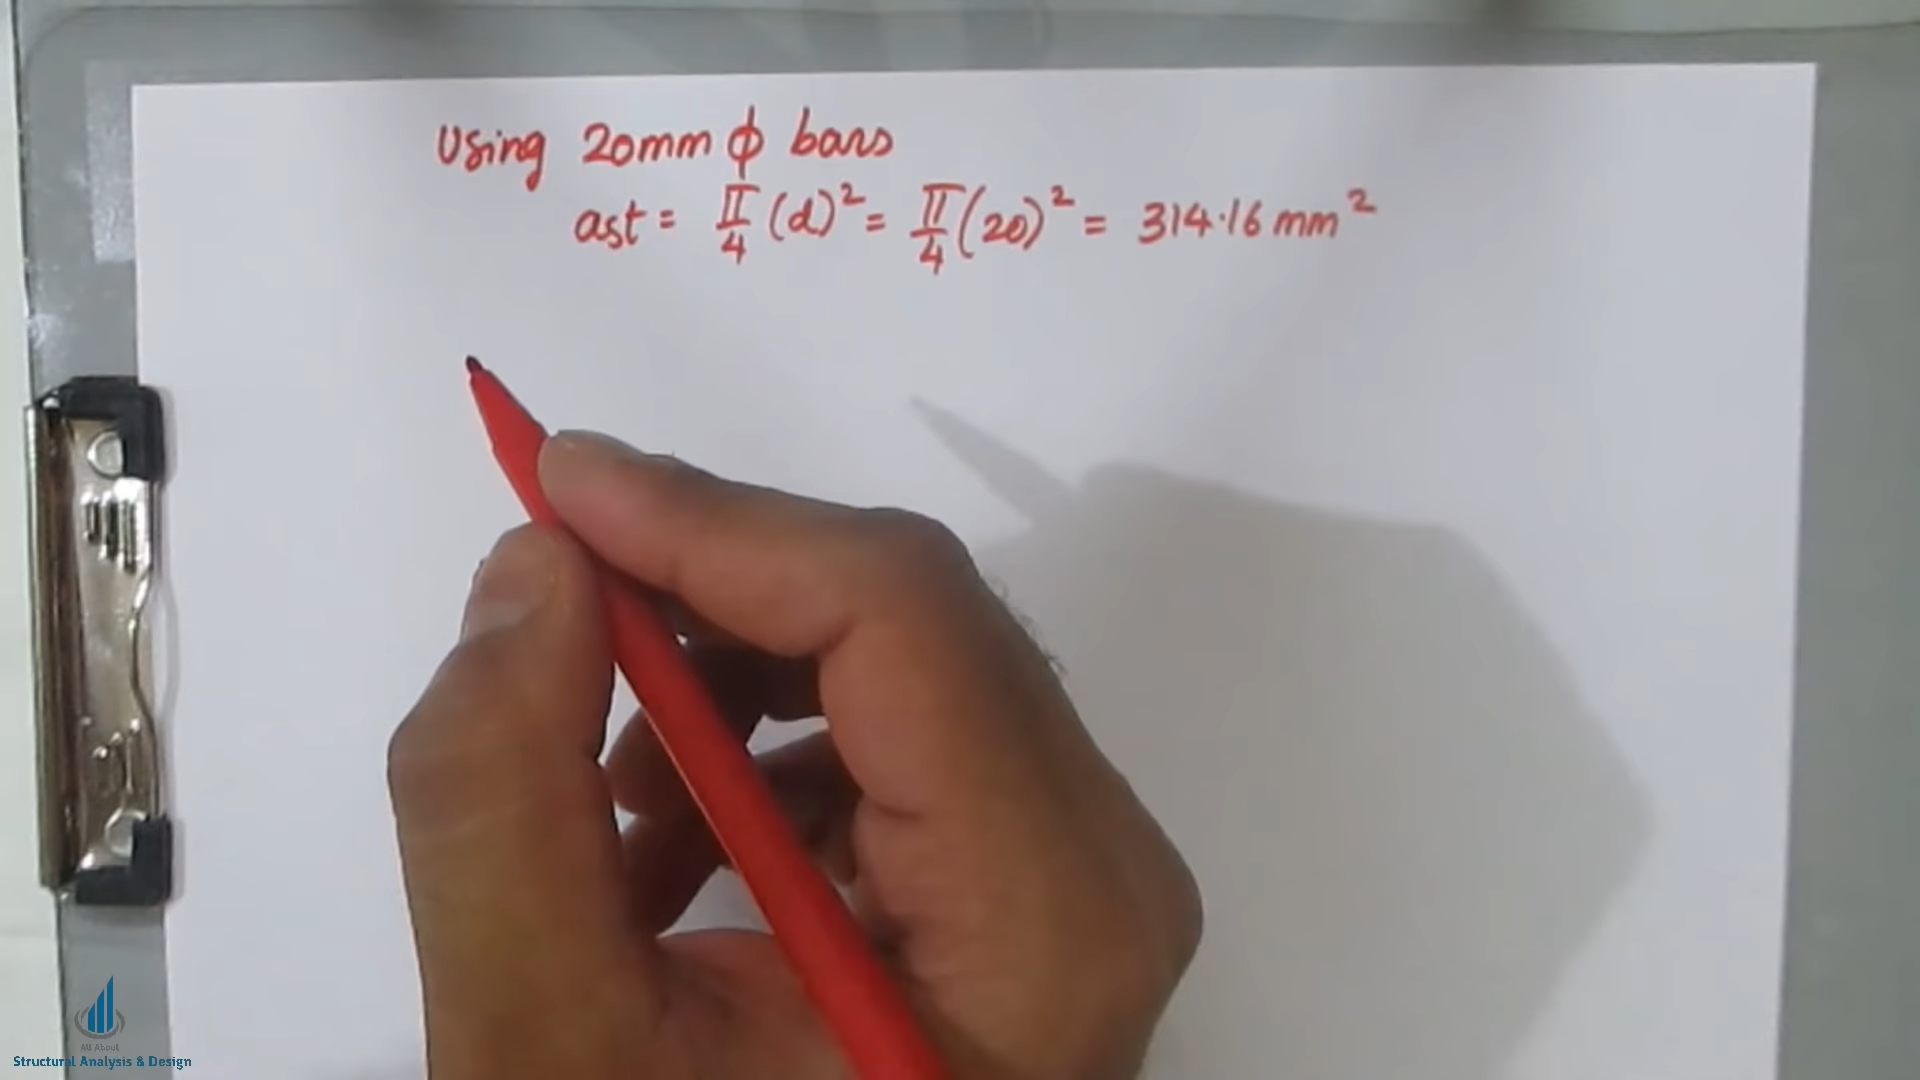 Using 20mm ϕ bars
ast = π/4 (d)² = π/4 (20)² = 314.16 mm²
All About
Structural Analysis & Design